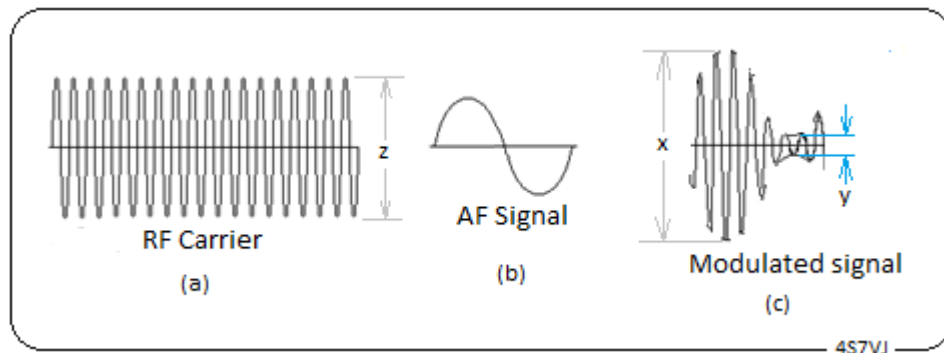 z
RF Carrier
(a)
AF Signal
(b)
x
y
Modulated signal
(c)
4S7VJ